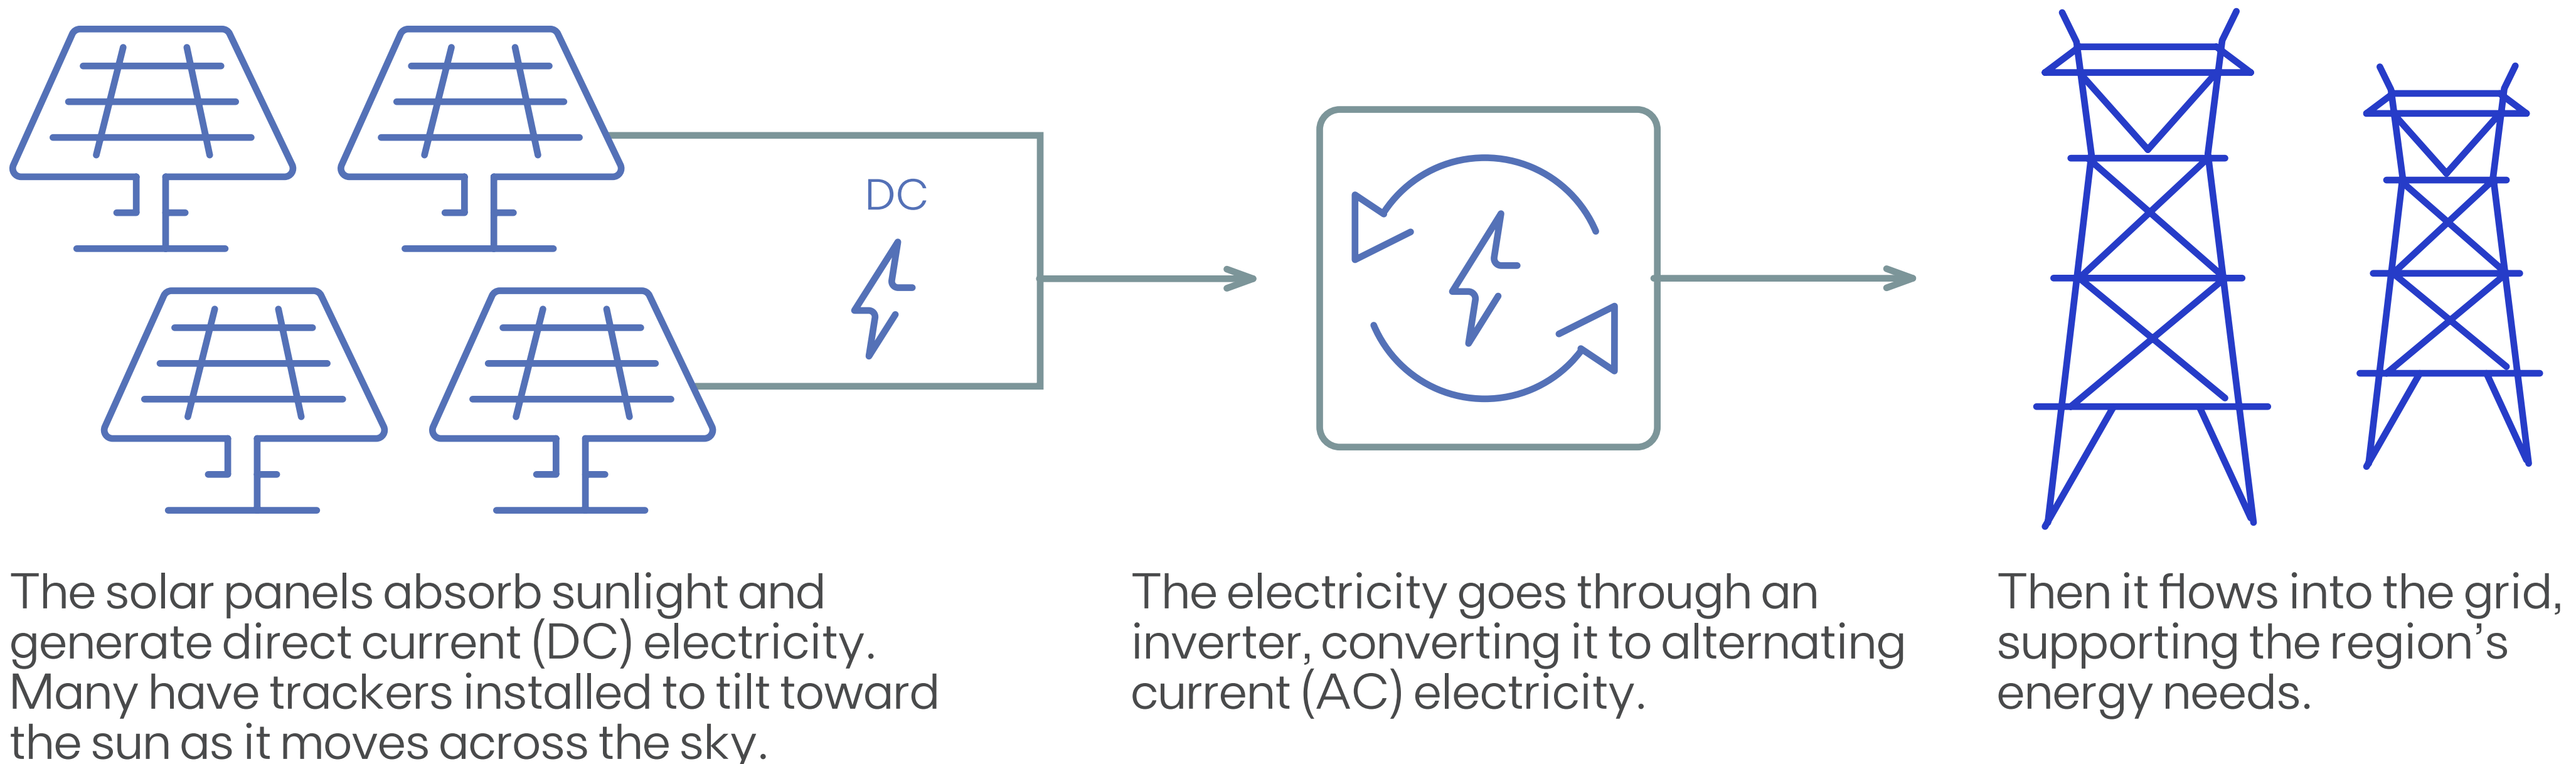 DC
The solar panels absorb sunlight and
generate direct current (DC) electricity.
Many have trackers installed to tilt toward
the sun as it moves across the sky.
The electricity goes through an
inverter, converting it to alternating
current (AC) electricity.
Then it flows into the grid,
supporting the region’s
energy needs.